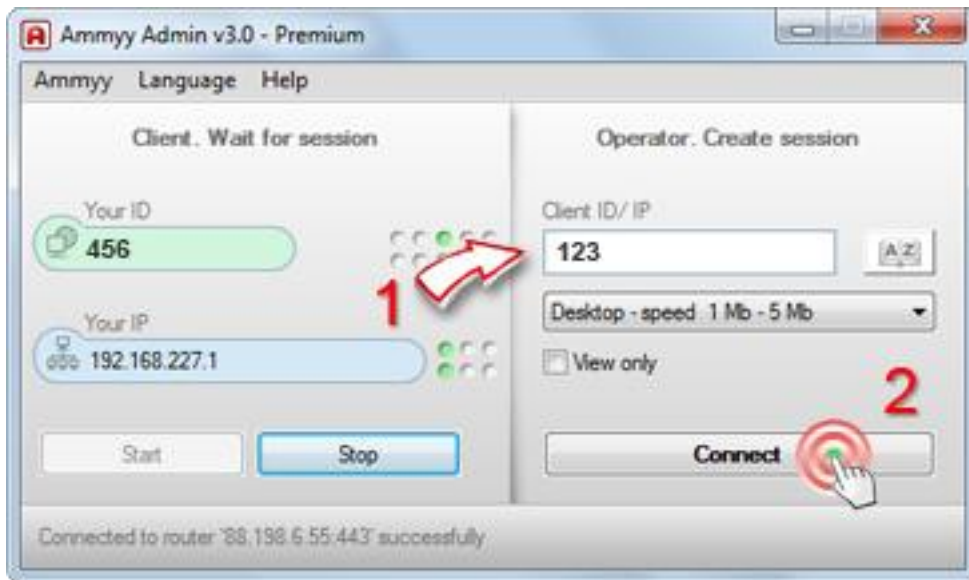 Ammyy Admin v3.0 - Premium
Ammyy Language Help
Client. Wait for session
Your ID
456
Your IP
192.168.227.1
Start Stop
Operator. Create session
Client ID/ IP
1
123
A Z
Desktop - speed 1 Mb - 5 Mb
View only
2
Connect
Connected to router '88.198.6.55:443' successfully